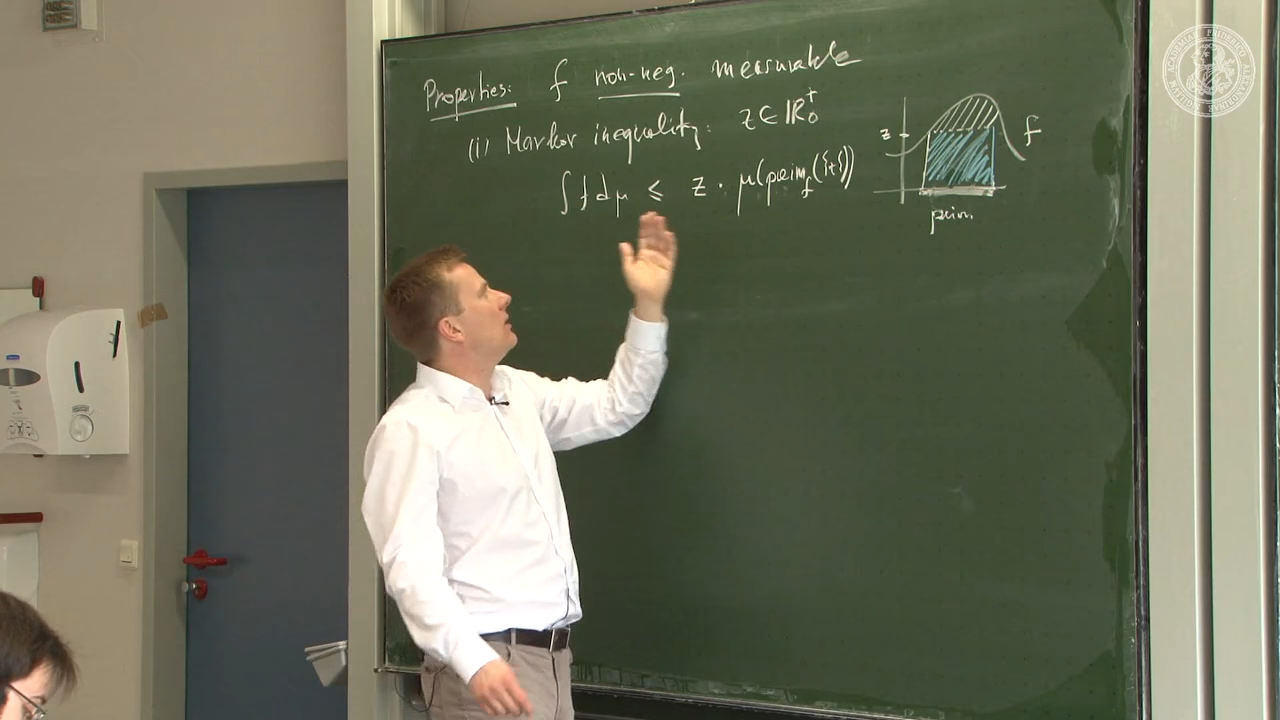 Properties: f non-neg. measurable
(i) Markov inequality: z ∈ ℝ₀⁺
∫ f dμ ≤ z · μ(preim_f({z}))
z f
preim